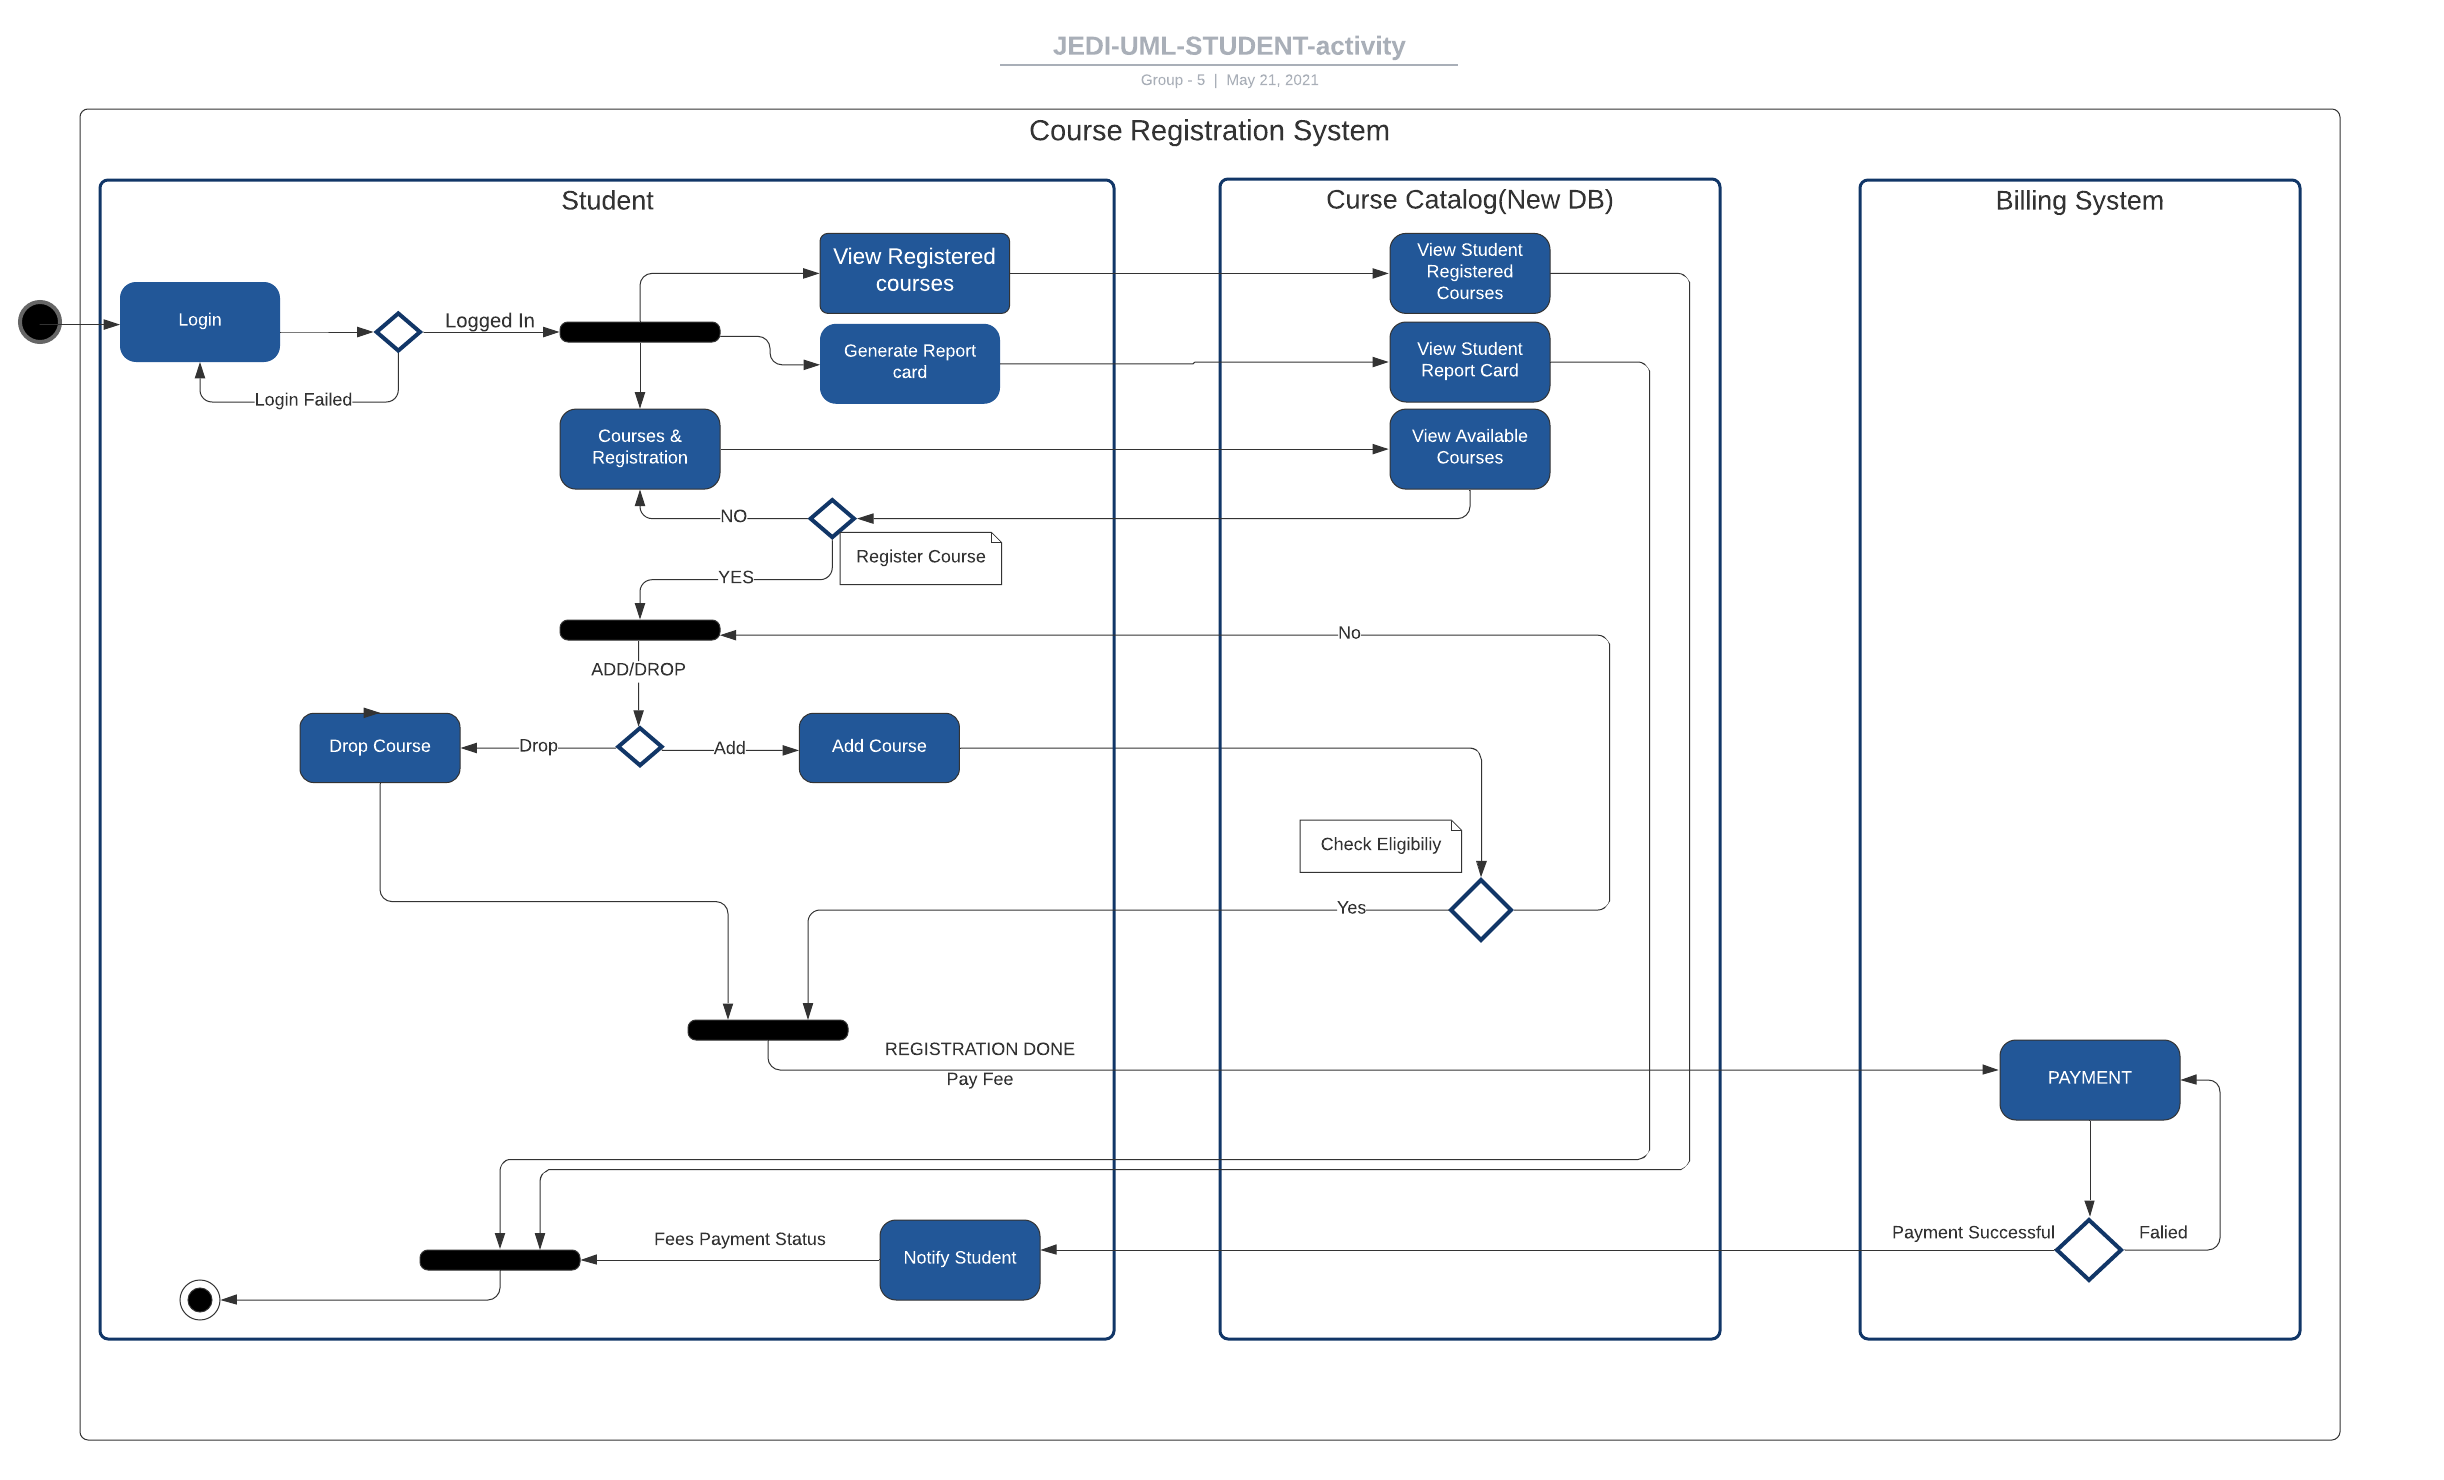 JEDI-UML-STUDENT-activity
Group - 5 | May 21, 2021
Course Registration System
Student
Curse Catalog(New DB)
Billing System
View Registered
courses
View Student
Registered
Courses
Login
Logged In
Generate Report
card
View Student
Report Card
Login Failed
Courses &
Registration
View Available
Courses
NO
Register Course
YES
No
ADD/DROP
Drop Course
Drop
Add
Add Course
Check Eligibiliy
Yes
REGISTRATION DONE
Pay Fee
PAYMENT
Payment Successful
Falied
Fees Payment Status
Notify Student